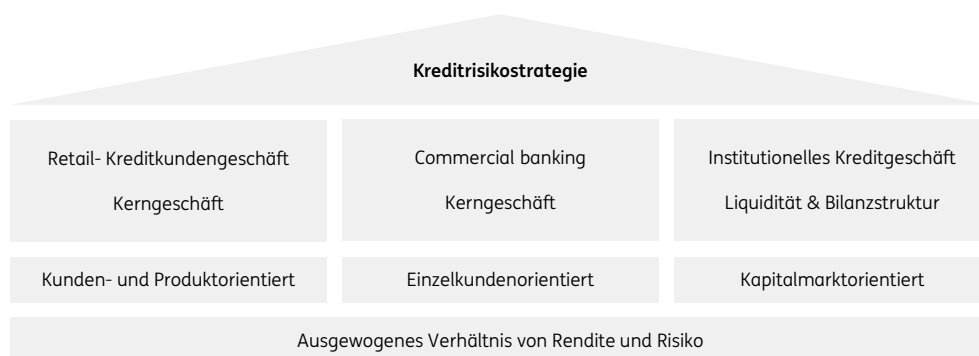 Kreditrisikostrategie
Retail- Kreditkundengeschäft
Kerngeschäft
Commercial banking
Kerngeschäft
Institutionelles Kreditgeschäft
Liquidität & Bilanzstruktur
Kunden- und Produktorientiert
Einzelkundenorientiert
Kapitalmarktorientiert
Ausgewogenes Verhältnis von Rendite und Risiko